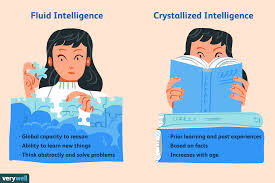 Fluid Intelligence
· Global capacity to reason
· Ability to learn new things
· Think abstractly and solve problems
Crystallized Intelligence
· Prior learning and past experiences
· Based on facts
· Increases with age
verywell